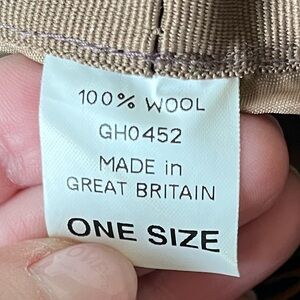 100% WOOL
GH0452
MADE in
GREAT BRITAIN
ONE SIZE